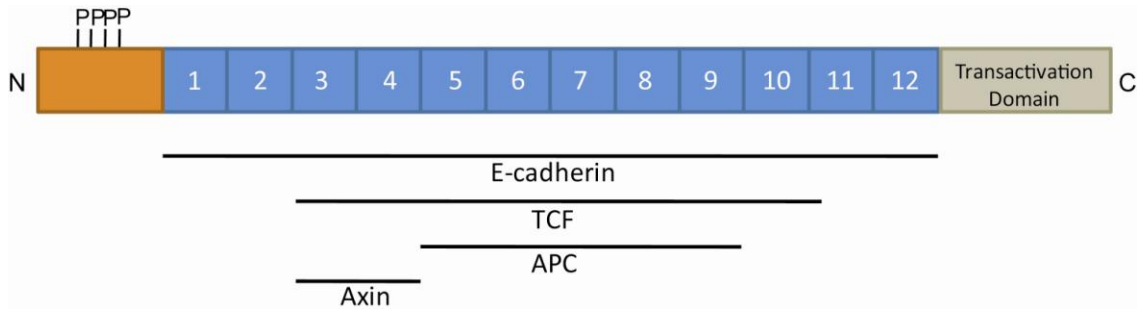 PPPP
N 1 2 3 4 5 6 7 8 9 10 11 12 Transactivation Domain C
E-cadherin
TCF
APC
Axin